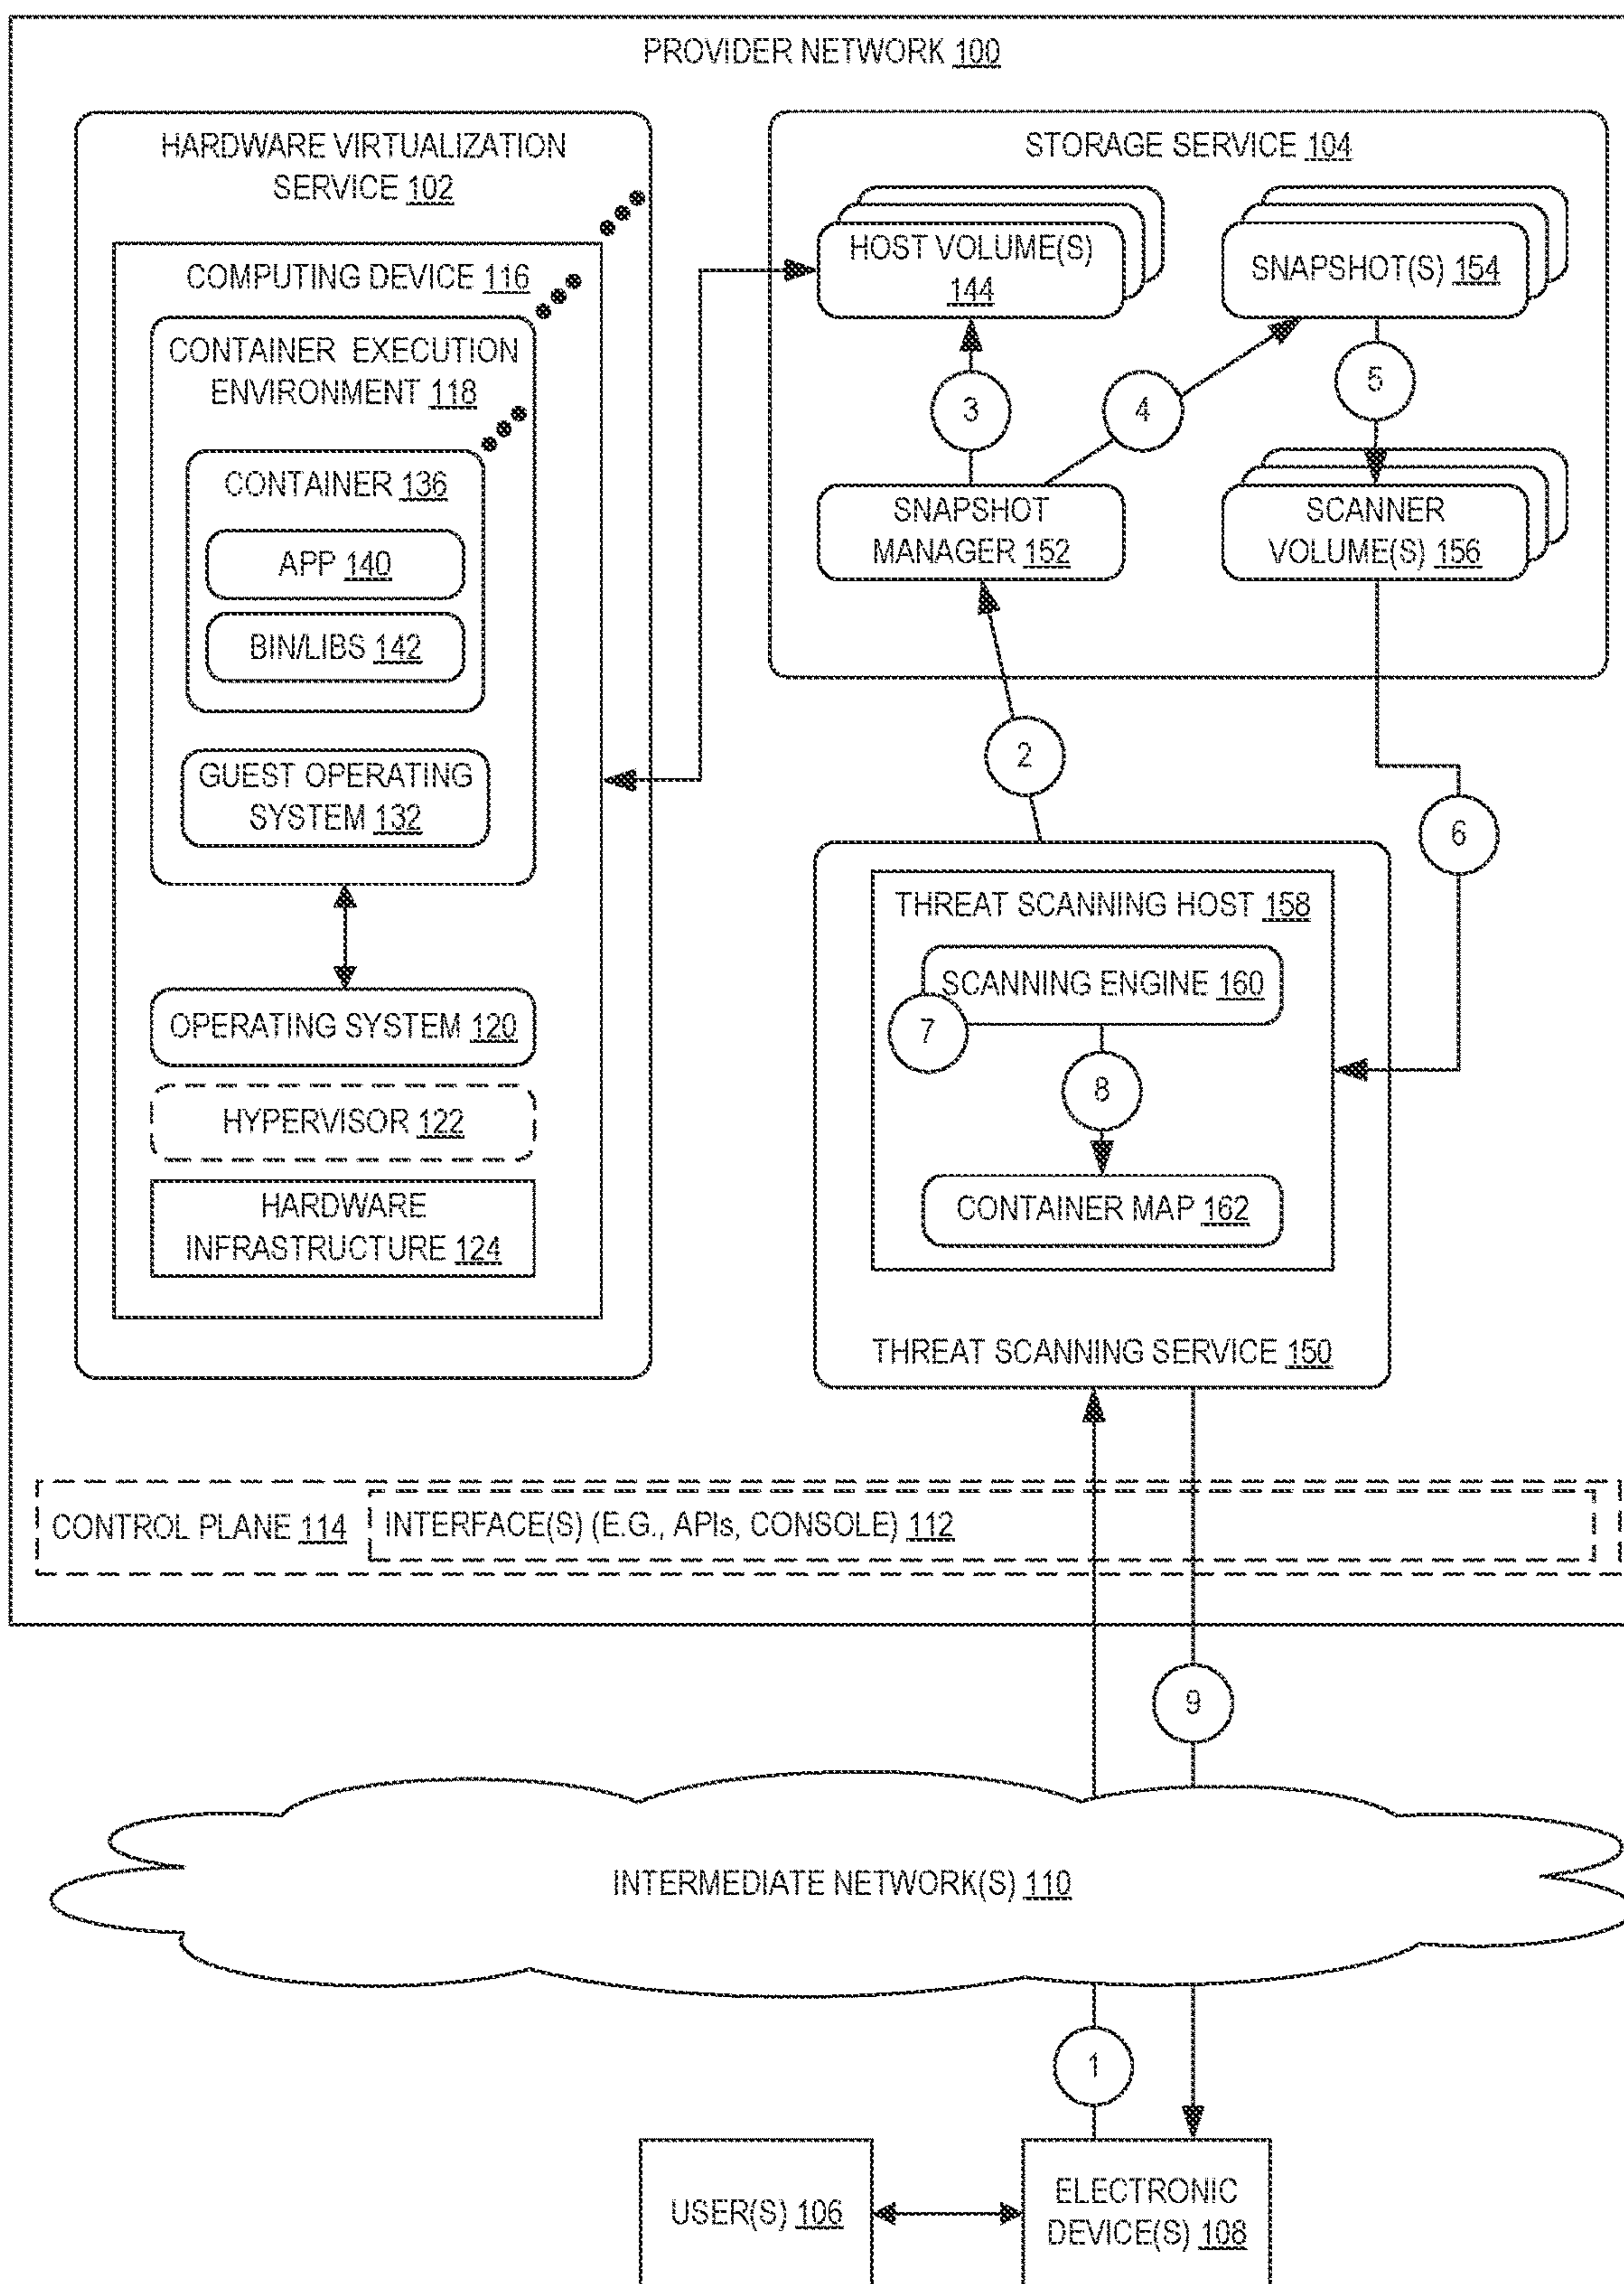 PROVIDER NETWORK 100
HARDWARE VIRTUALIZATION
SERVICE 102
COMPUTING DEVICE 116
CONTAINER EXECUTION
ENVIRONMENT 118
CONTAINER 136
APP 140
BIN/LIBS 142
GUEST OPERATING
SYSTEM 132
OPERATING SYSTEM 120
HYPERVISOR 122
HARDWARE
INFRASTRUCTURE 124
STORAGE SERVICE 104
HOST VOLUME(S)
144
SNAPSHOT(S) 154
3
4
5
SNAPSHOT
MANAGER 152
SCANNER
VOLUME(S) 156
2
6
THREAT SCANNING HOST 158
SCANNING ENGINE 160
7
8
CONTAINER MAP 162
THREAT SCANNING SERVICE 150
CONTROL PLANE 114
INTERFACE(S) (E.G., APIs, CONSOLE) 112
9
INTERMEDIATE NETWORK(S) 110
1
USER(S) 106
ELECTRONIC
DEVICE(S) 108